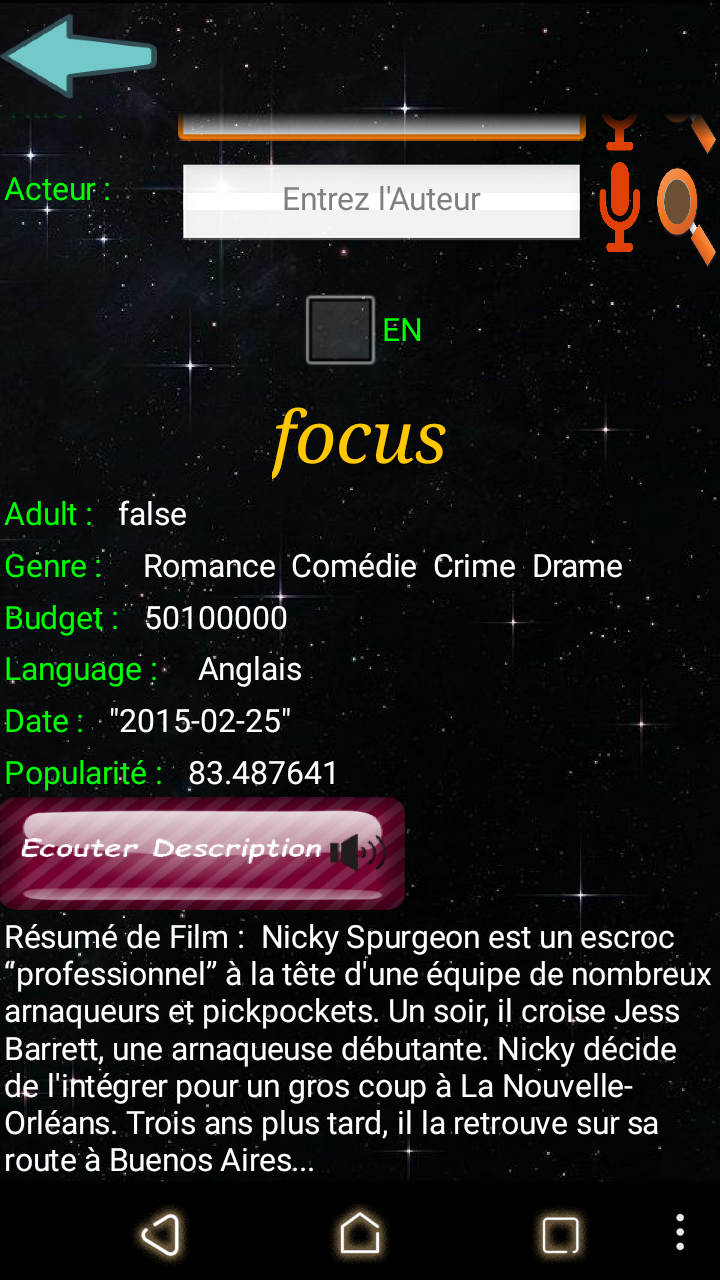 Acteur :
Entrez l'Auteur
EN
focus
Adult : false
Genre : Romance Comédie Crime Drame
Budget : 50100000
Language : Anglais
Date : "2015-02-25"
Popularité : 83.487641
Ecouter Description
Résumé de Film : Nicky Spurgeon est un escroc
“professionnel” à la tête d'une équipe de nombreux
arnaqueurs et pickpockets. Un soir, il croise Jess
Barrett, une arnaqueuse débutante. Nicky décide
de l'intégrer pour un gros coup à La Nouvelle-
Orléans. Trois ans plus tard, il la retrouve sur sa
route à Buenos Aires...